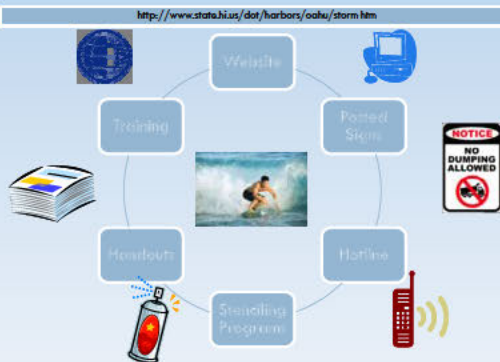 http://www.state.hi.us/dot/harbors/oahu/storm.htm
Website
Training
Posted
Signs
NOTICE
NO
DUMPING
ALLOWED
Handouts
Hotline
Stenciling
Programs